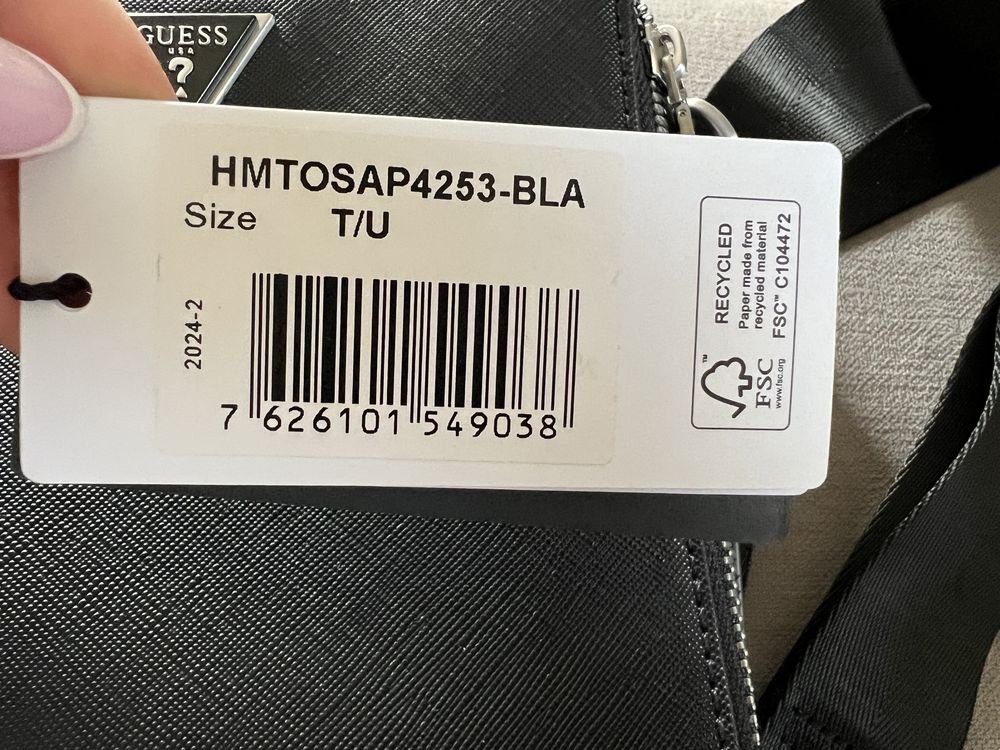 GUESS
USA
?
HMTOSAP4253-BLA
Size T/U
2024-2
7 626101 549038
RECYCLED
Paper made from
recycled material
FSC™ C104472
™
FSC
www.fsc.org